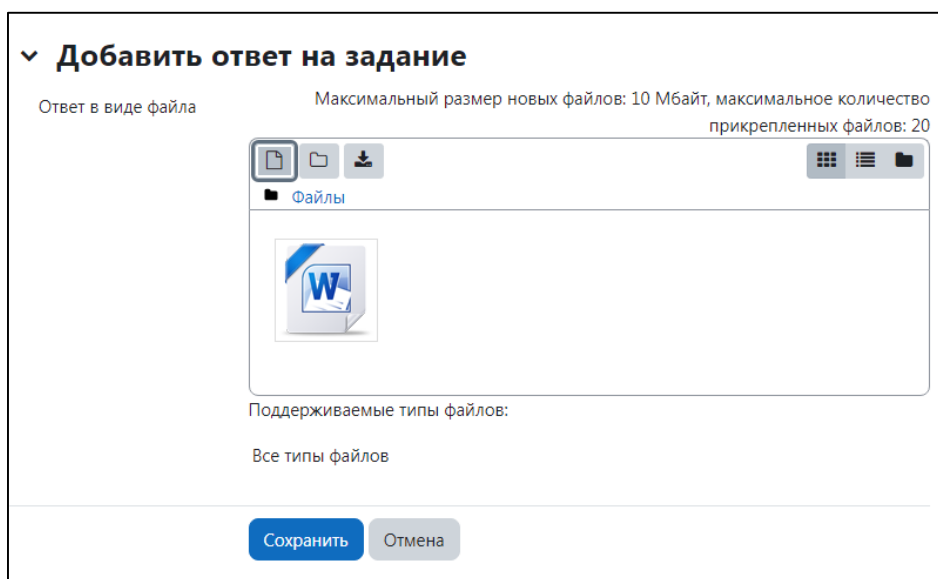 Добавить ответ на задание
Ответ в виде файла
Максимальный размер новых файлов: 10 Мбайт, максимальное количество
прикрепленных файлов: 20
Файлы
W
Поддерживаемые типы файлов:
Все типы файлов
Сохранить
Отмена